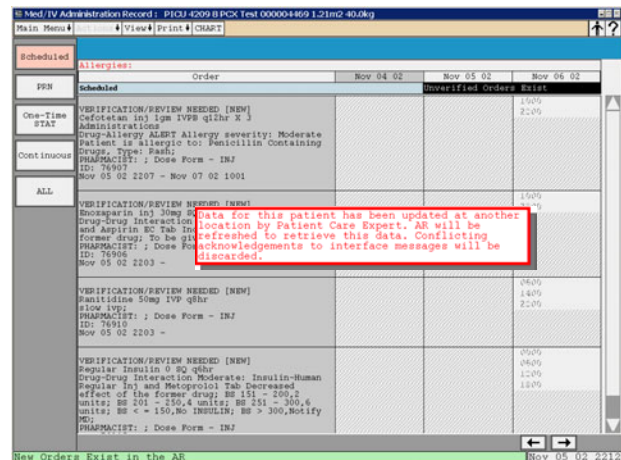 Med/IV Administration Record : PICU 4209 B PCX Test 000004469 1.21m2 40.0kg
Main Menu View Print CHART
?
Scheduled
PRN
One-Time STAT
Continuous
ALL
Allergies:
Order Nov 04 02 Nov 05 02 Nov 06 02
Scheduled Unverified Orders Exist
VERIFICATION/REVIEW NEEDED [NEW]
Cefotetan inj 1gm IVPB q12hr X 3
Administrations
Drug-Allergy ALERT Allergy severity: Moderate
Patient is allergic to: Penicillin Containing
Drugs, Type: Rash;
PHARMACIST: ; Dose Form - INJ
ID: 76907
Nov 05 02 2207 - Nov 07 02 1001
2200
VERIFICATION/REVIEW NEEDED [NEW]
Enoxaparin inj 30mg SQ
Drug-Drug Interaction
and Aspirin EC Tab
former drug; To be
PHARMACIST: ; Dose
ID: 76906
Nov 05 02 2203 -
Data for this patient has been updated at another
location by Patient Care Expert. AR will be
refreshed to retrieve this data. Conflicting
acknowledgements to interface messages will be
discarded.
VERIFICATION/REVIEW NEEDED [NEW]
Ranitidine 50mg IVP q8hr
slow ivp;
PHARMACIST: ; Dose Form - INJ
ID: 76910
Nov 05 02 2203 -
0600
1400
2200
VERIFICATION/REVIEW NEEDED [NEW]
Regular Insulin 0 SQ q6hr
Drug-Drug Interaction Moderate: Insulin-Human
Regular Inj and Metoprolol Tab Decreased
effect of the former drug; BS 151 - 200,2
units; BS 201 - 250,4 units; BS 251 - 300,6
units; BS < = 150,No INSULIN; BS > 300,Notify
MD;
PHARMACIST: ; Dose Form - INJ
0600
1200
1800
New Orders Exist in the AR Nov 05 02 2212